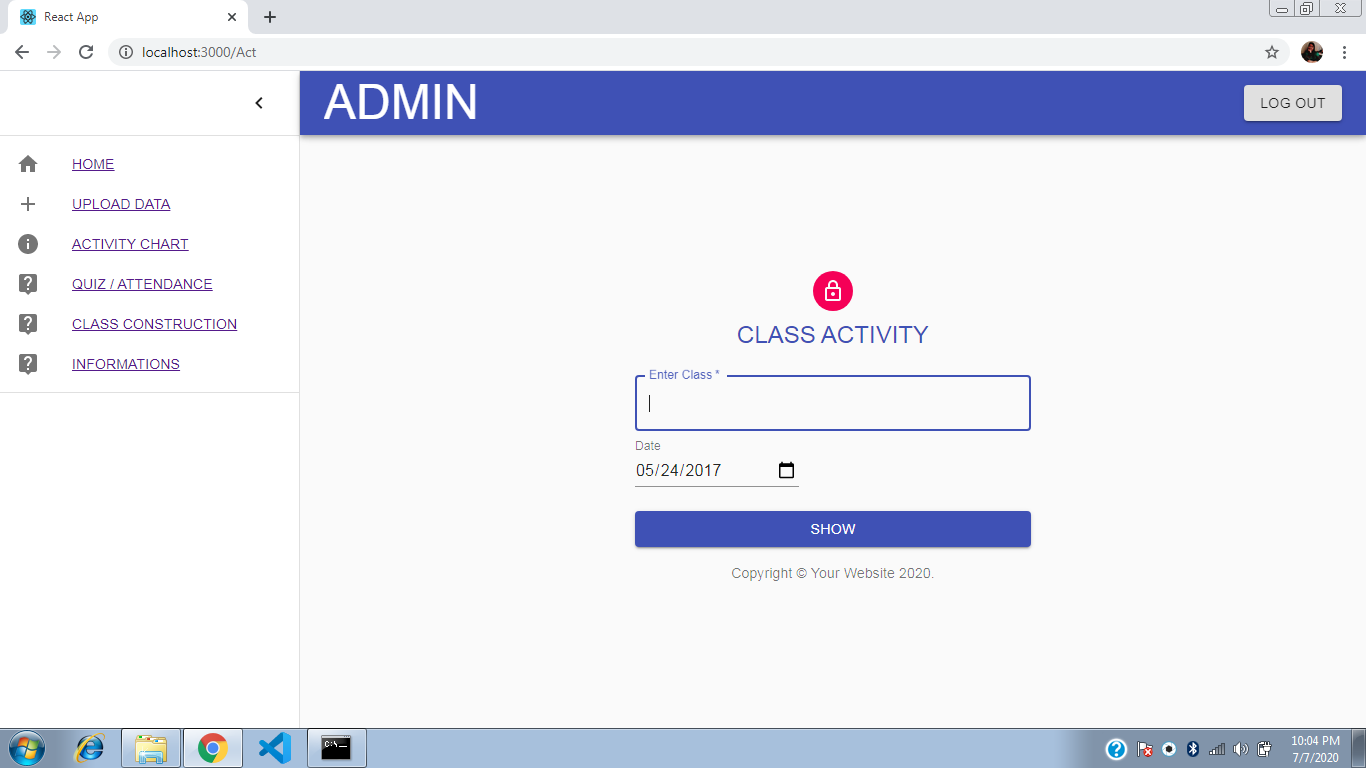 React App
localhost:3000/Act
ADMIN
LOG OUT
HOME
UPLOAD DATA
ACTIVITY CHART
QUIZ / ATTENDANCE
CLASS CONSTRUCTION
INFORMATIONS
CLASS ACTIVITY
Enter Class *
Date
05/24/2017
SHOW
Copyright © Your Website 2020.
C:\.
10:04 PM
7/7/2020